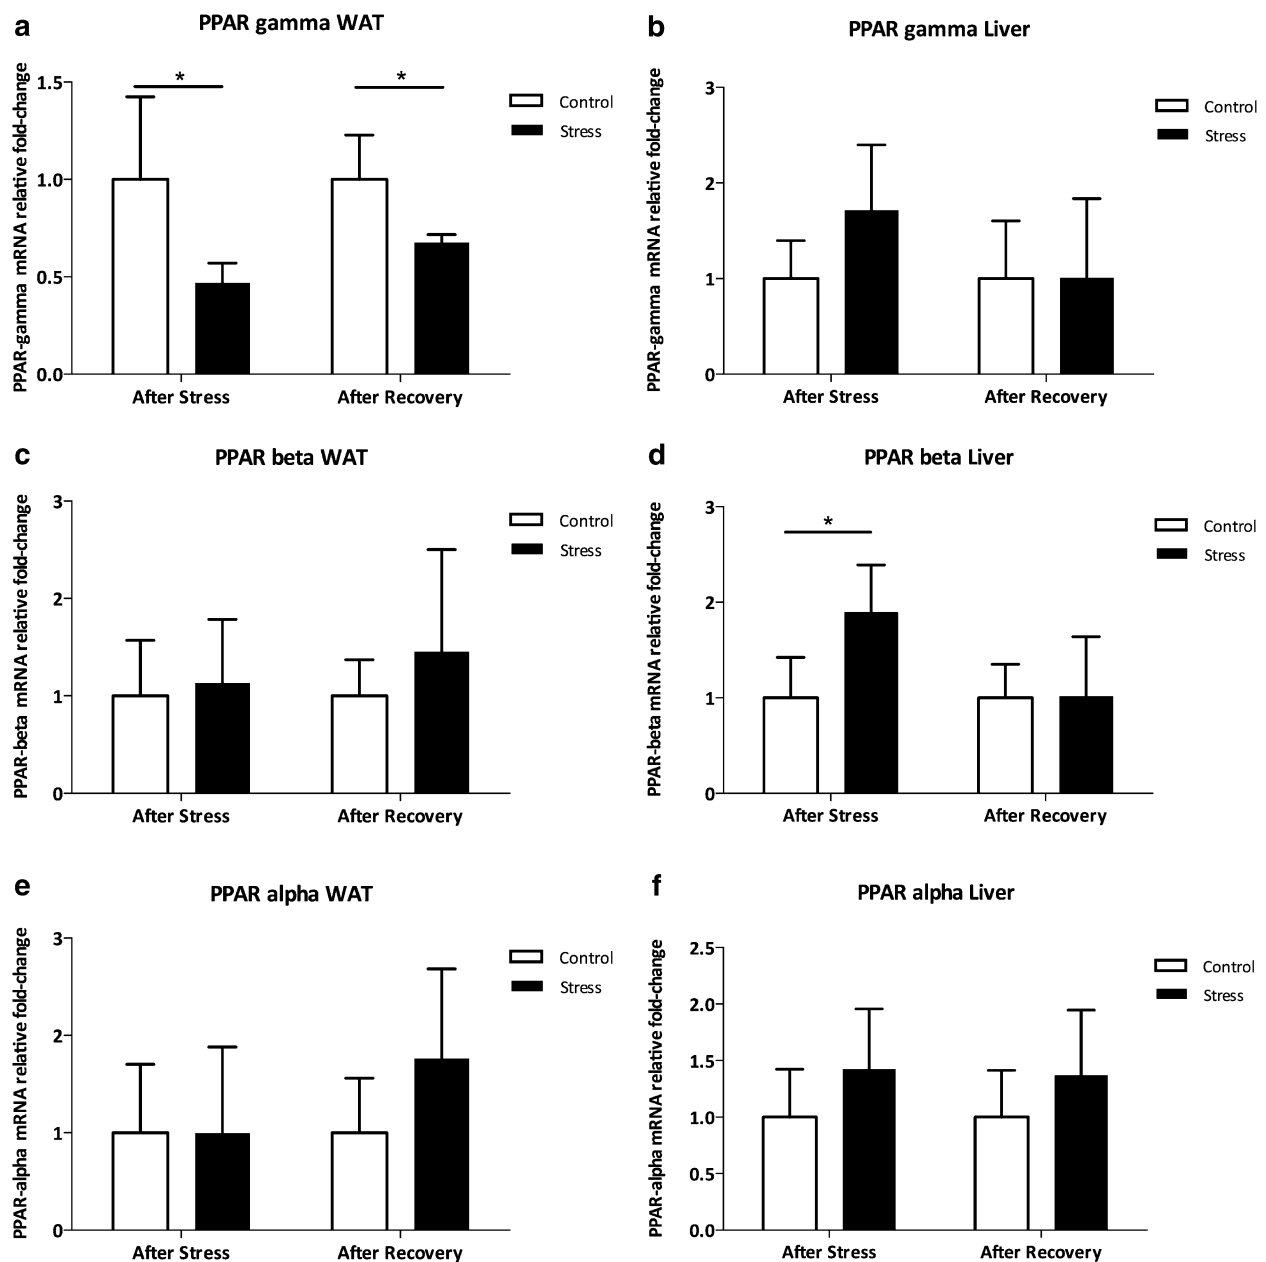 a
PPAR gamma WAT
PPAR-gamma mRNA relative fold-change
1.5
1.0
0.5
0.0
*
*
Control
Stress
After Stress
After Recovery
b
PPAR gamma Liver
PPAR-gamma mRNA relative fold-change
3
2
1
0
Control
Stress
After Stress
After Recovery
c
PPAR beta WAT
PPAR-beta mRNA relative fold-change
3
2
1
0
Control
Stress
After Stress
After Recovery
d
PPAR beta Liver
PPAR-beta mRNA relative fold-change
3
2
1
0
*
Control
Stress
After Stress
After Recovery
e
PPAR alpha WAT
PPAR-alpha mRNA relative fold-change
3
2
1
0
Control
Stress
After Stress
After Recovery
f
PPAR alpha Liver
PPAR-alpha mRNA relative fold-change
2.5
2.0
1.5
1.0
0.5
0.0
Control
Stress
After Stress
After Recovery